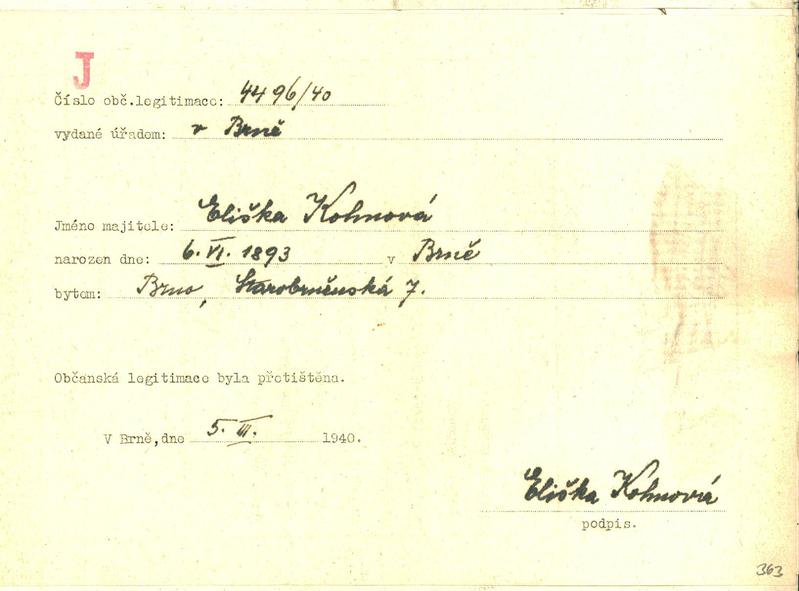 J
Číslo obč.legitimace: 4496/40
vydané úřadom: v Brně
Jméno majitele: Eliška Kohnová
narozen dne: 6. VI. 1893 v Brně
bytem: Brno, Starobrněnská 7.
Občanská legitimace byla přetištěna.
V Brně, dne 5. III. 1940.
Eliška Kohnová
podpis.
363